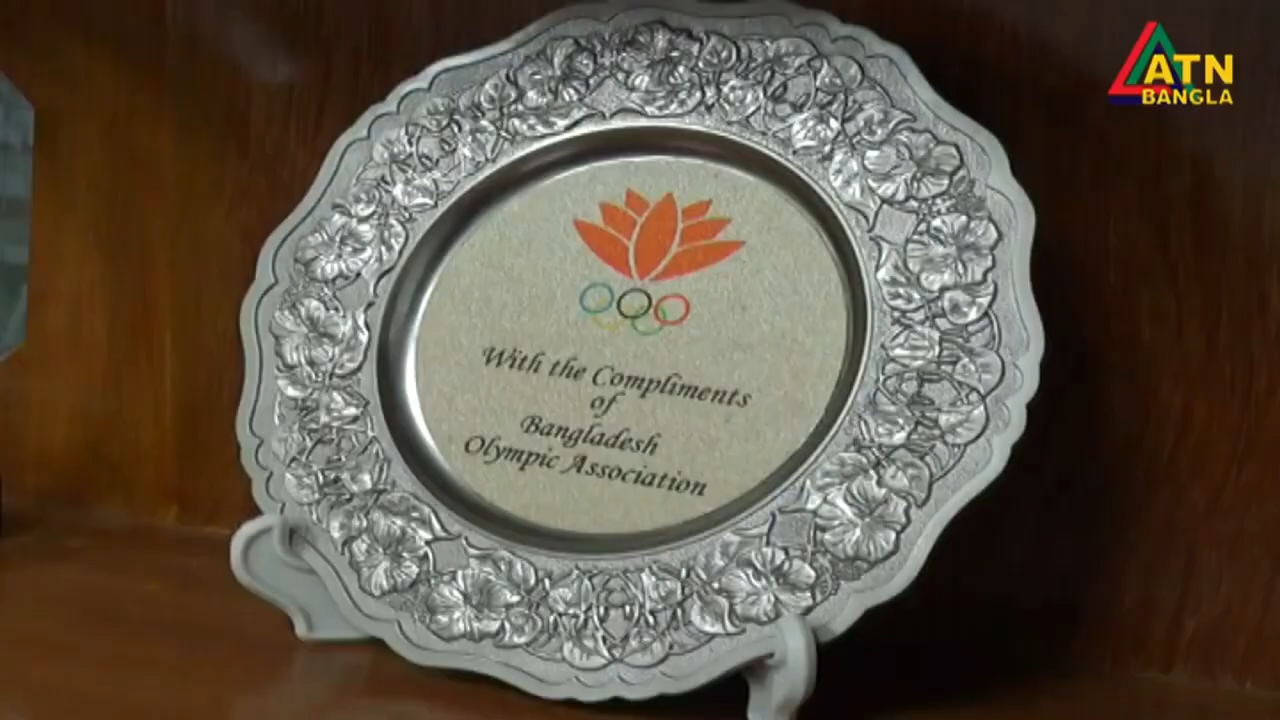 ATN
BANGLA
With the Compliments
of
Bangladesh
Olympic Association